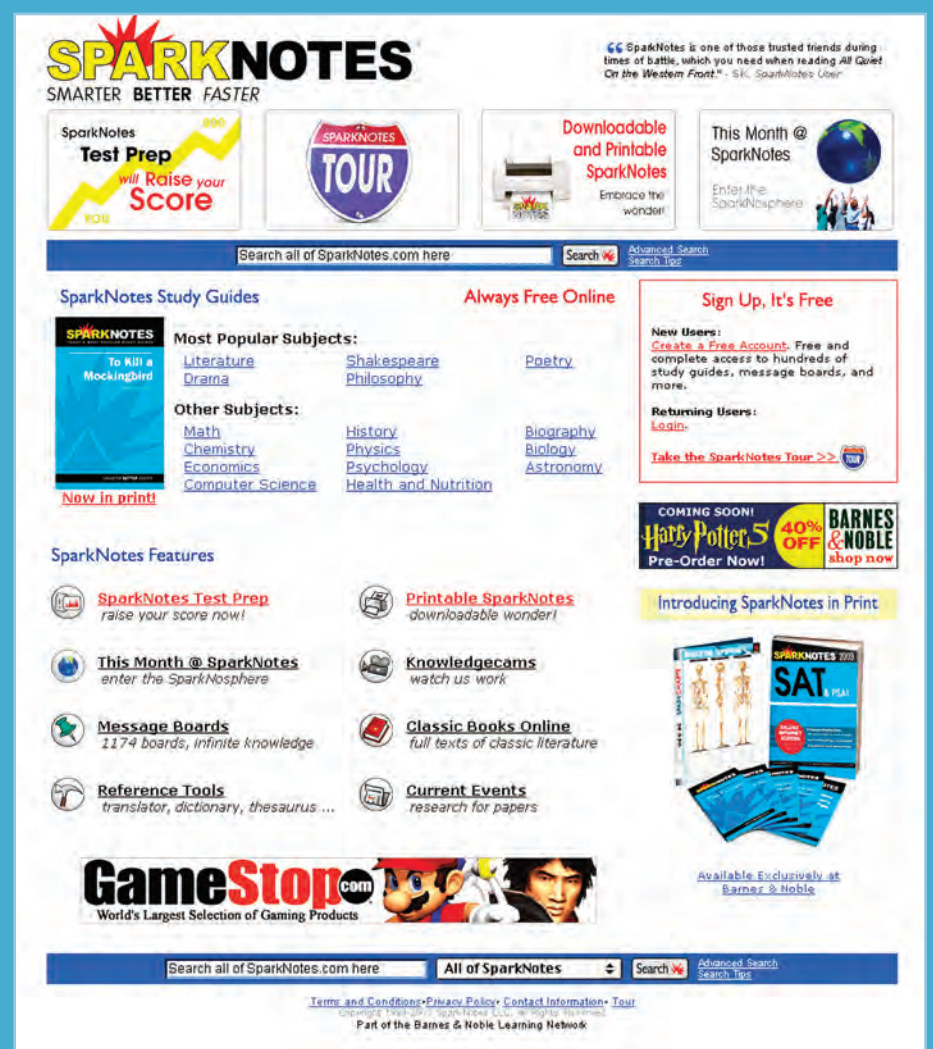 SPARKNOTES
SMARTER BETTER FASTER
“ SparkNotes is one of those trusted friends during
times of battle, which you need when reading All Quiet
On the Western Front." - SK, SparkNotes User
SparkNotes
Test Prep
will Raise your
Score
YOU
SPARKNOTES
TOUR
Downloadable
and Printable
SparkNotes
Embrace the
wonder!
SPARK
NOTES
This Month @
SparkNotes
Enter the
SparkNosphere
Search all of SparkNotes.com here
Search
Advanced Search
Search Tips
SparkNotes Study Guides
Always Free Online
SPARKNOTES
To Kill a
Mockingbird
SMARTER BETTER FASTER
Now in print!
Most Popular Subjects:
Literature Shakespeare Poetry
Drama Philosophy
Other Subjects:
Math History Biography
Chemistry Physics Biology
Economics Psychology Astronomy
Computer Science Health and Nutrition
Sign Up, It's Free
New Users:
Create a Free Account. Free and
complete access to hundreds of
study guides, message boards, and
more.
Returning Users:
Login.
Take the SparkNotes Tour >> TOUR
COMING SOON!
Harry Potter 5
Pre-Order Now!
40%
OFF
BARNES
&NOBLE
shop now
SparkNotes Features
SparkNotes Test Prep
raise your score now!
Printable SparkNotes
downloadable wonder!
This Month @ SparkNotes
enter the SparkNosphere
Knowledgecams
watch us work
Message Boards
1174 boards, infinite knowledge
Classic Books Online
full texts of classic literature
Reference Tools
translator, dictionary, thesaurus ...
Current Events
research for papers
Introducing SparkNotes in Print
SPARKNOTES 2003
SAT
& PSAT
Available Exclusively at
Barnes & Noble
GameStop.com
World's Largest Selection of Gaming Products
Search all of SparkNotes.com here
All of SparkNotes
Search
Advanced Search
Search Tips
Terms and Conditions•Privacy Policy• Contact Information• Tour
SparkNotes LLC, All Rights Reserved
Part of the Barnes & Noble Learning Network